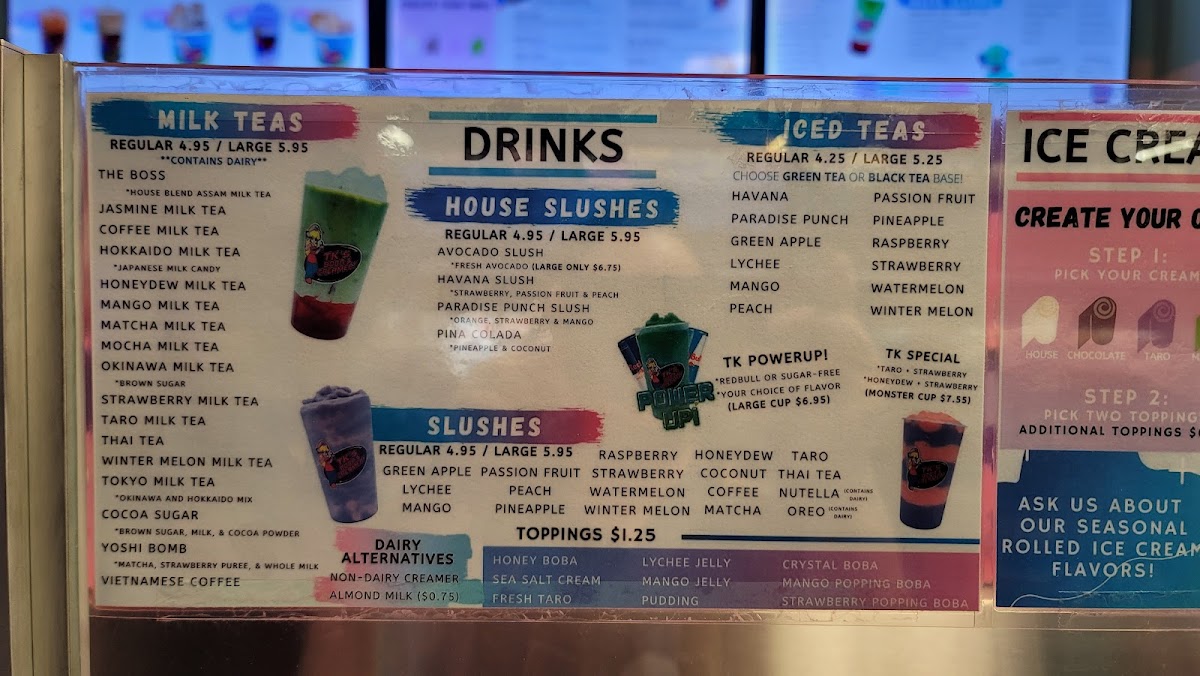 MILK TEAS
REGULAR 4.95 / LARGE 5.95
**CONTAINS DAIRY**
THE BOSS
*HOUSE BLEND ASSAM MILK TEA
JASMINE MILK TEA
COFFEE MILK TEA
HOKKAIDO MILK TEA
*JAPANESE MILK CANDY
HONEYDEW MILK TEA
MANGO MILK TEA
MATCHA MILK TEA
MOCHA MILK TEA
OKINAWA MILK TEA
*BROWN SUGAR
STRAWBERRY MILK TEA
TARO MILK TEA
THAI TEA
WINTER MELON MILK TEA
TOKYO MILK TEA
*OKINAWA AND HOKKAIDO MIX
COCOA SUGAR
*BROWN SUGAR, MILK, & COCOA POWDER
YOSHI BOMB
*MATCHA, STRAWBERRY PUREE, & WHOLE MILK
VIETNAMESE COFFEE
TK'S
DRINKS
HOUSE SLUSHES
REGULAR 4.95 / LARGE 5.95
AVOCADO SLUSH
*FRESH AVOCADO (LARGE ONLY $6.75)
HAVANA SLUSH
*STRAWBERRY, PASSION FRUIT & PEACH
PARADISE PUNCH SLUSH
*ORANGE, STRAWBERRY & MANGO
PINA COLADA
*PINEAPPLE & COCONUT
ICED TEAS
REGULAR 4.25 / LARGE 5.25
CHOOSE GREEN TEA OR BLACK TEA BASE!
HAVANA PASSION FRUIT
PARADISE PUNCH PINEAPPLE
GREEN APPLE RASPBERRY
LYCHEE STRAWBERRY
MANGO WATERMELON
PEACH WINTER MELON
POWER
UP!
TK POWERUP!
*REDBULL OR SUGAR-FREE
*YOUR CHOICE OF FLAVOR
(LARGE CUP $6.95)
TK SPECIAL
*TARO + STRAWBERRY
*HONEYDEW + STRAWBERRY
(MONSTER CUP $7.55)
SLUSHES
REGULAR 4.95 / LARGE 5.95 RASPBERRY HONEYDEW TARO
GREEN APPLE PASSION FRUIT STRAWBERRY COCONUT THAI TEA
LYCHEE PEACH WATERMELON COFFEE NUTELLA (CONTAINS DAIRY)
MANGO PINEAPPLE WINTER MELON MATCHA OREO (CONTAINS DAIRY)
DAIRY
ALTERNATIVES
NON-DAIRY CREAMER
ALMOND MILK ($0.75)
TOPPINGS $1.25
HONEY BOBA LYCHEE JELLY CRYSTAL BOBA
SEA SALT CREAM MANGO JELLY MANGO POPPING BOBA
FRESH TARO PUDDING STRAWBERRY POPPING BOBA
ICE CREA
CREATE YOUR
STEP 1:
PICK YOUR CREAM
HOUSE CHOCOLATE TARO
STEP 2:
PICK TWO TOPPING
ADDITIONAL TOPPINGS
ASK US ABOUT
OUR SEASONAL
ROLLED ICE CREAM
FLAVORS!